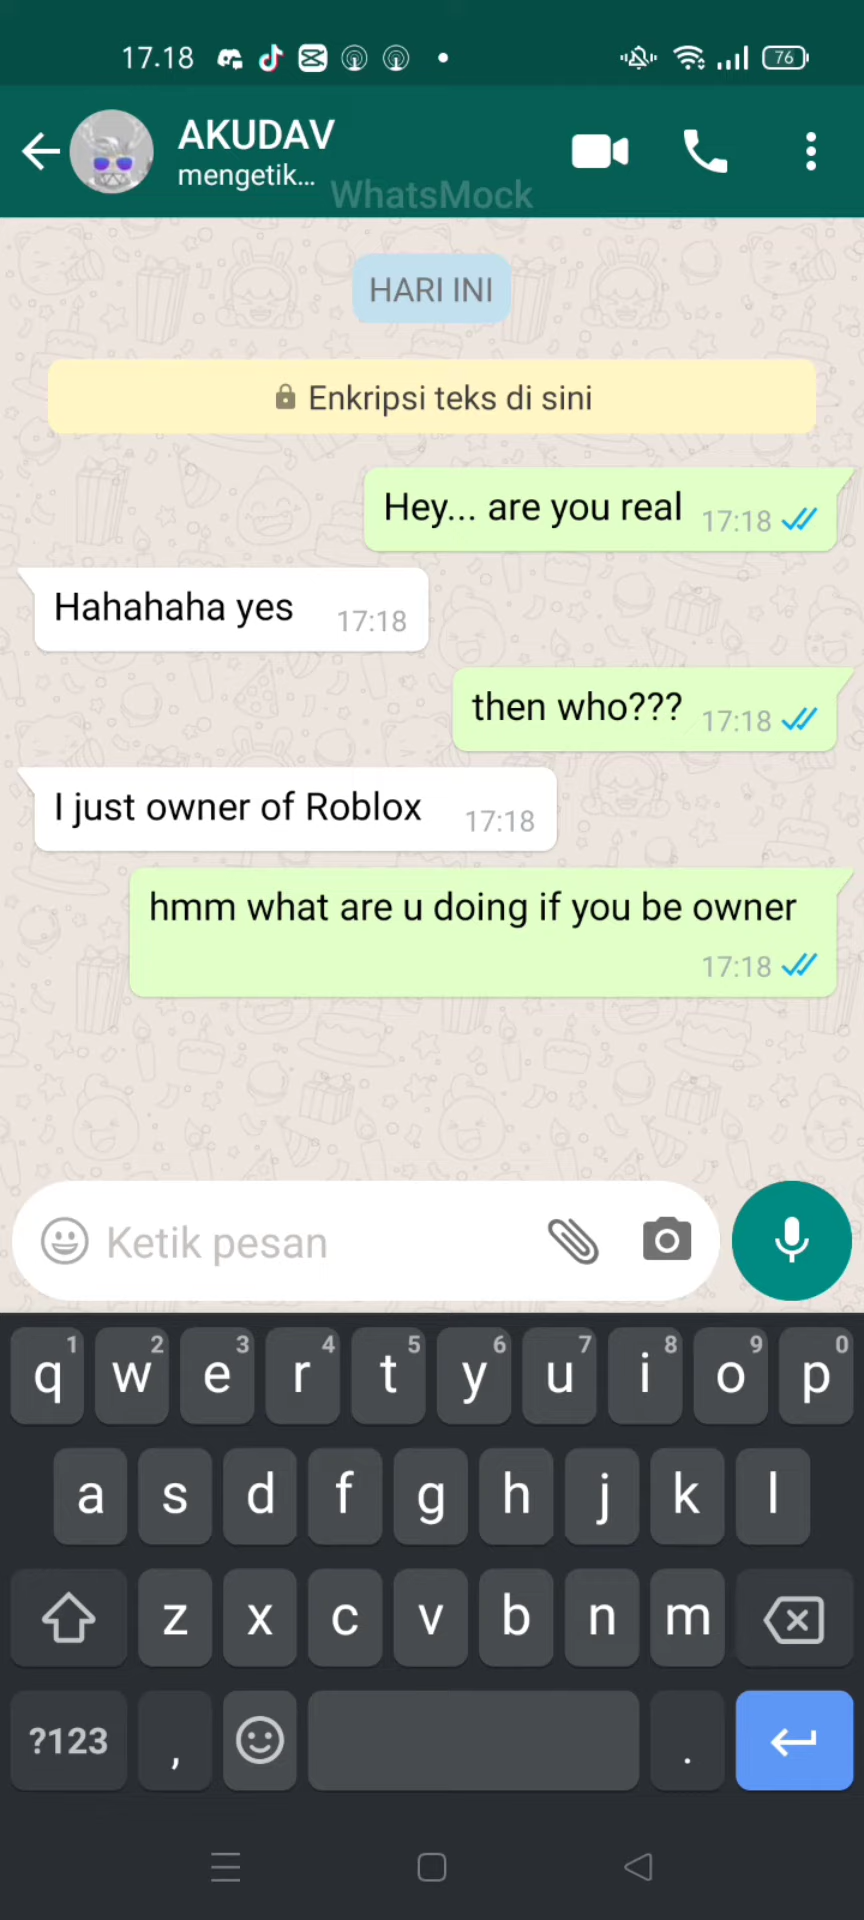 17.18
76
AKUDAV
mengetik...
WhatsMock
HARI INI
Enkripsi teks di sini
Hey... are you real 17:18
Hahahaha yes 17:18
then who??? 17:18
I just owner of Roblox 17:18
hmm what are u doing if you be owner
17:18
Ketik pesan
1 2 3 4 5 6 7 8 9 0
q w e r t y u i o p
a s d f g h j k l
z x c v b n m
?123 , .